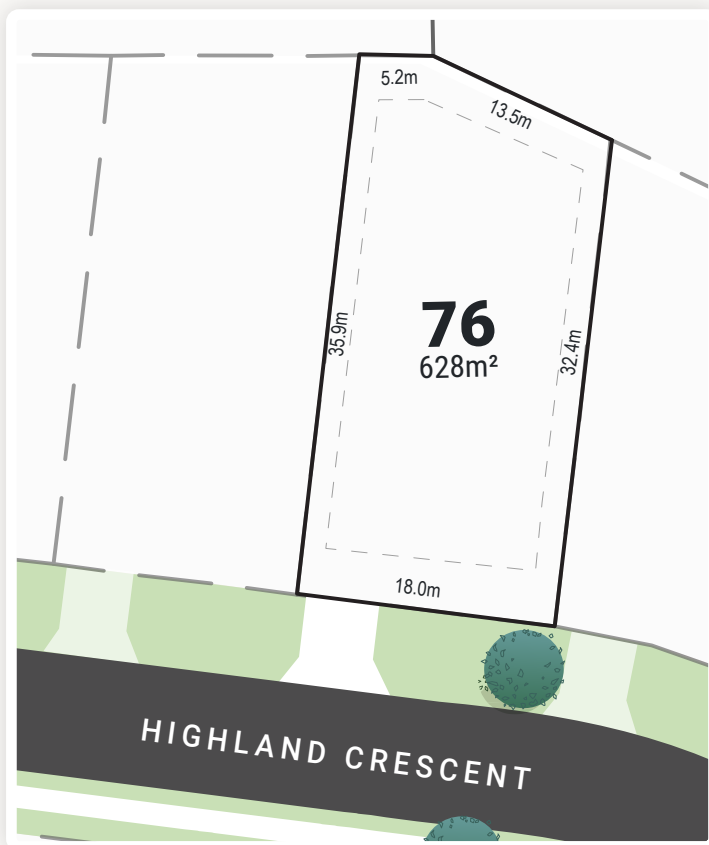 5.2m
13.5m
35.9m
76
628m²
32.4m
18.0m
HIGHLAND CRESCENT